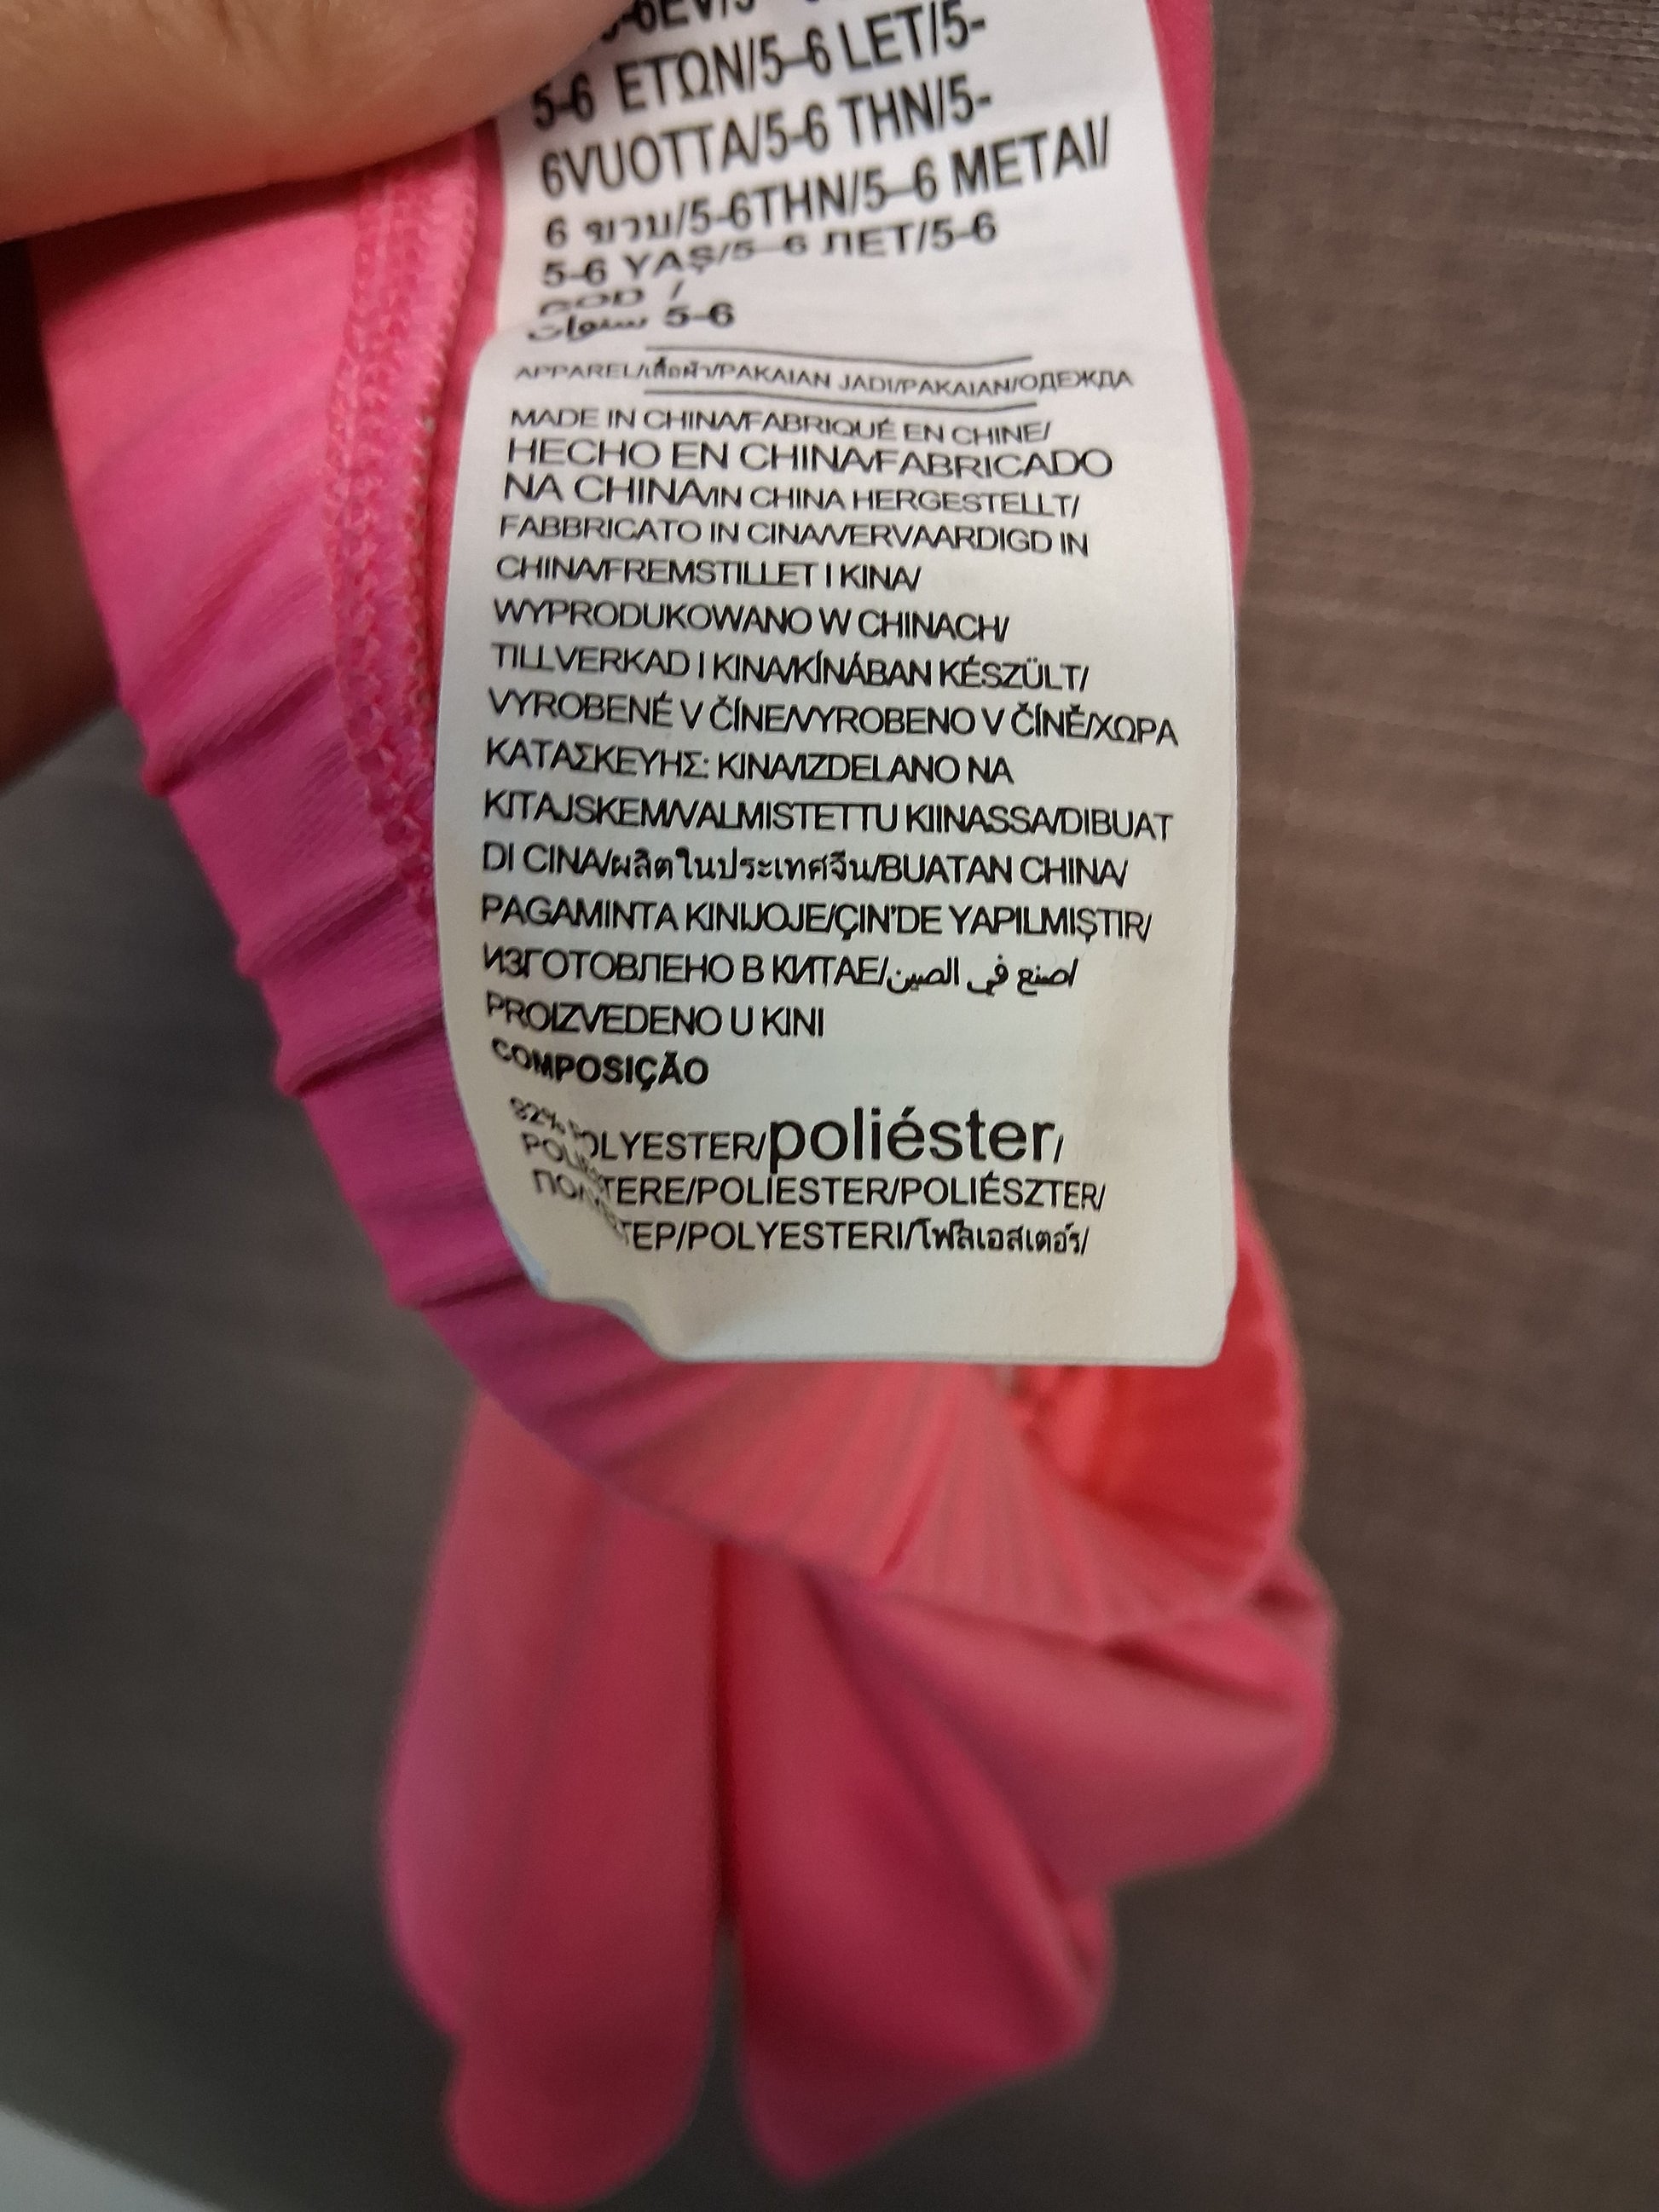 5-6 ΕΤΩΝ/5–6 LET/5-
6VUOTTA/5-6 THN/5-
6 ขวบ/5-6THN/5–6 METAI/
5-6 YAŞ/5–6 ЛЕТ/5-6
GOD /
5-6 سنوات
APPAREL/เสื้อผ้า/PAKAIAN JADI/PAKAIAN/ОДЕЖДА
MADE IN CHINA/FABRIQUÉ EN CHINE/
HECHO EN CHINA/FABRICADO
NA CHINA/IN CHINA HERGESTELLT/
FABBRICATO IN CINA/VERVAARDIGD IN
CHINA/FREMSTILLET I KINA/
WYPRODUKOWANO W CHINACH/
TILLVERKAD I KINA/KÍNÁBAN KÉSZÜLT/
VYROBENÉ V ČÍNE/VYROBENO V ČÍNĚ/ΧΩΡΑ
ΚΑΤΑΣΚΕΥΗΣ: ΚΙΝΑ/IZDELANO NA
KITAJSKEM/VALMISTETTU KIINASSA/DIBUAT
DI CINA/ผลิตในประเทศจีน/BUATAN CHINA/
PAGAMINTA KINIJOJE/ÇIN'DE YAPILMIŞTIR/
ИЗГОТОВЛЕНО В КИТАЕ/صنع في الصين/
PROIZVEDENO U KINI
COMPOSIÇÃO
92% POLYESTER/poliéster/
POLIESTERE/POLIESTER/POLIÉSZTER/
ПОЛИЭСТЕР/POLYESTERI/โพลีเอสเตอร์/